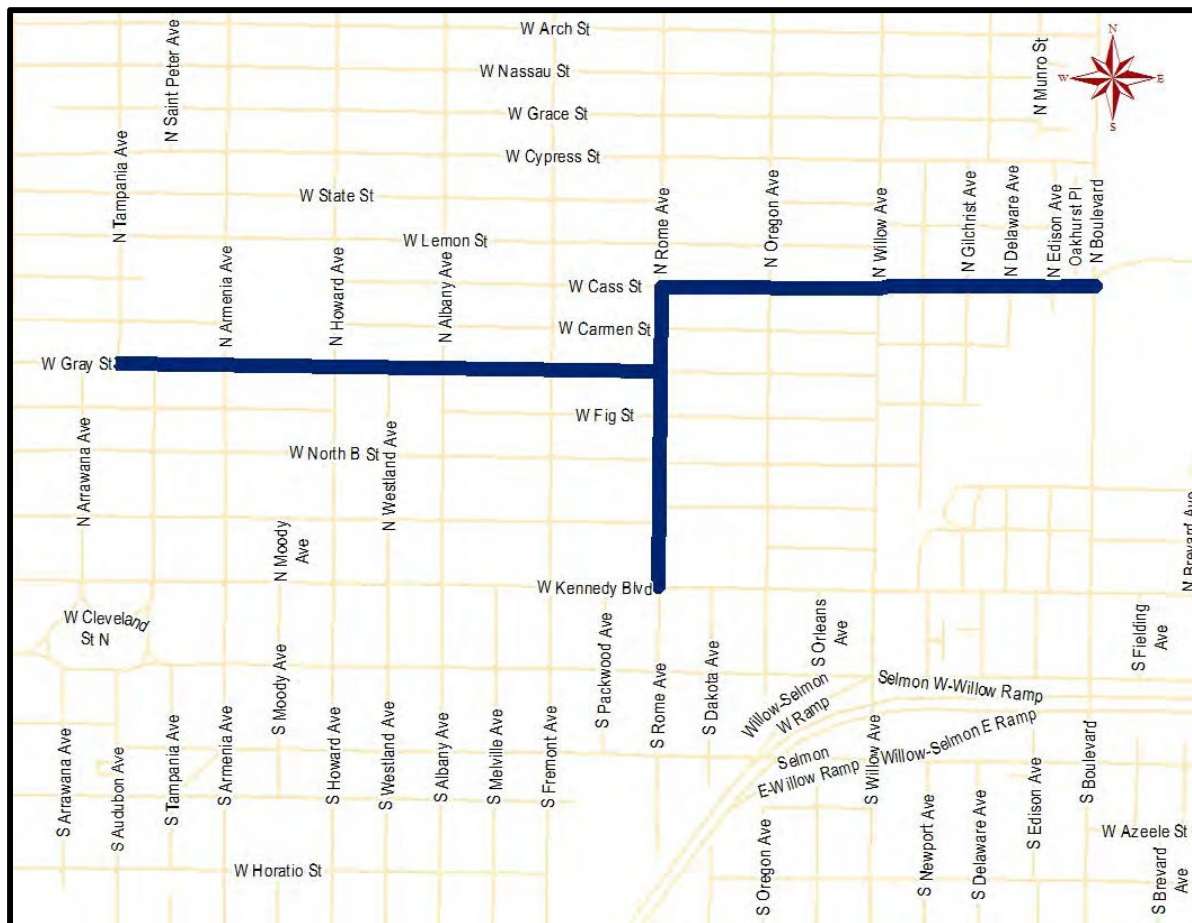 W Arch St
W Nassau St
W Grace St
W Cypress St
W State St
W Lemon St
W Cass St
W Carmen St
W Gray St
W Fig St
W North B St
W Kennedy Blvd
W Cleveland
St N
W Horatio St
W Azeele St
N Tampania Ave
N Saint Peter Ave
N Armenia Ave
N Howard Ave
N Albany Ave
N Rome Ave
N Oregon Ave
N Willow Ave
N Gilchrist Ave
N Delaware Ave
N Edison Ave
Oakhurst Pl
N Boulevard
N Munro St
N
W
E
S
N Arrawana Ave
N Westland Ave
N Moody
Ave
N Brevard Ave
S Arrawana Ave
S Audubon Ave
S Tampania Ave
S Armenia Ave
S Moody Ave
S Howard Ave
S Westland Ave
S Albany Ave
S Melville Ave
S Fremont Ave
S Packwood Ave
S Rome Ave
S Dakota Ave
S Orleans
Ave
Willow-Selmon
W Ramp
Selmon W-Willow Ramp
Selmon
E-Willow Ramp
Willow-Selmon E Ramp
S Willow Ave
S Oregon Ave
S Newport Ave
S Delaware Ave
S Edison Ave
S Boulevard
S Fielding
Ave
S Brevard
Ave